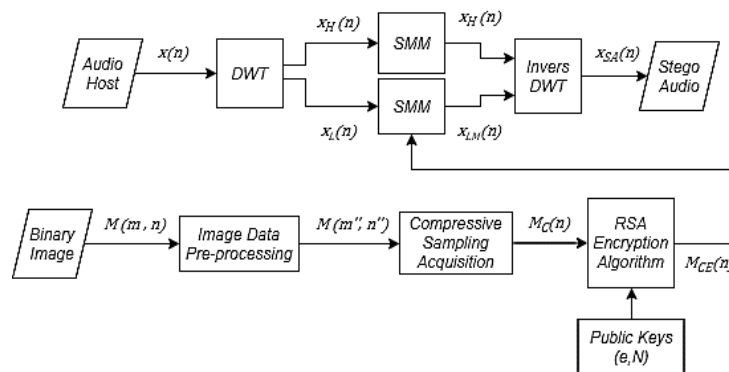 Audio Host
x(n)
DWT
x_H(n)
SMM
x_H(n)
x_L(n)
SMM
x_LM(n)
Invers DWT
x_SA(n)
Stego Audio
Binary Image
M(m, n)
Image Data Pre-processing
M(m'', n'')
Compressive Sampling Acquisition
M_C(n)
RSA Encryption Algorithm
M_CE(n)
Public Keys (e,N)